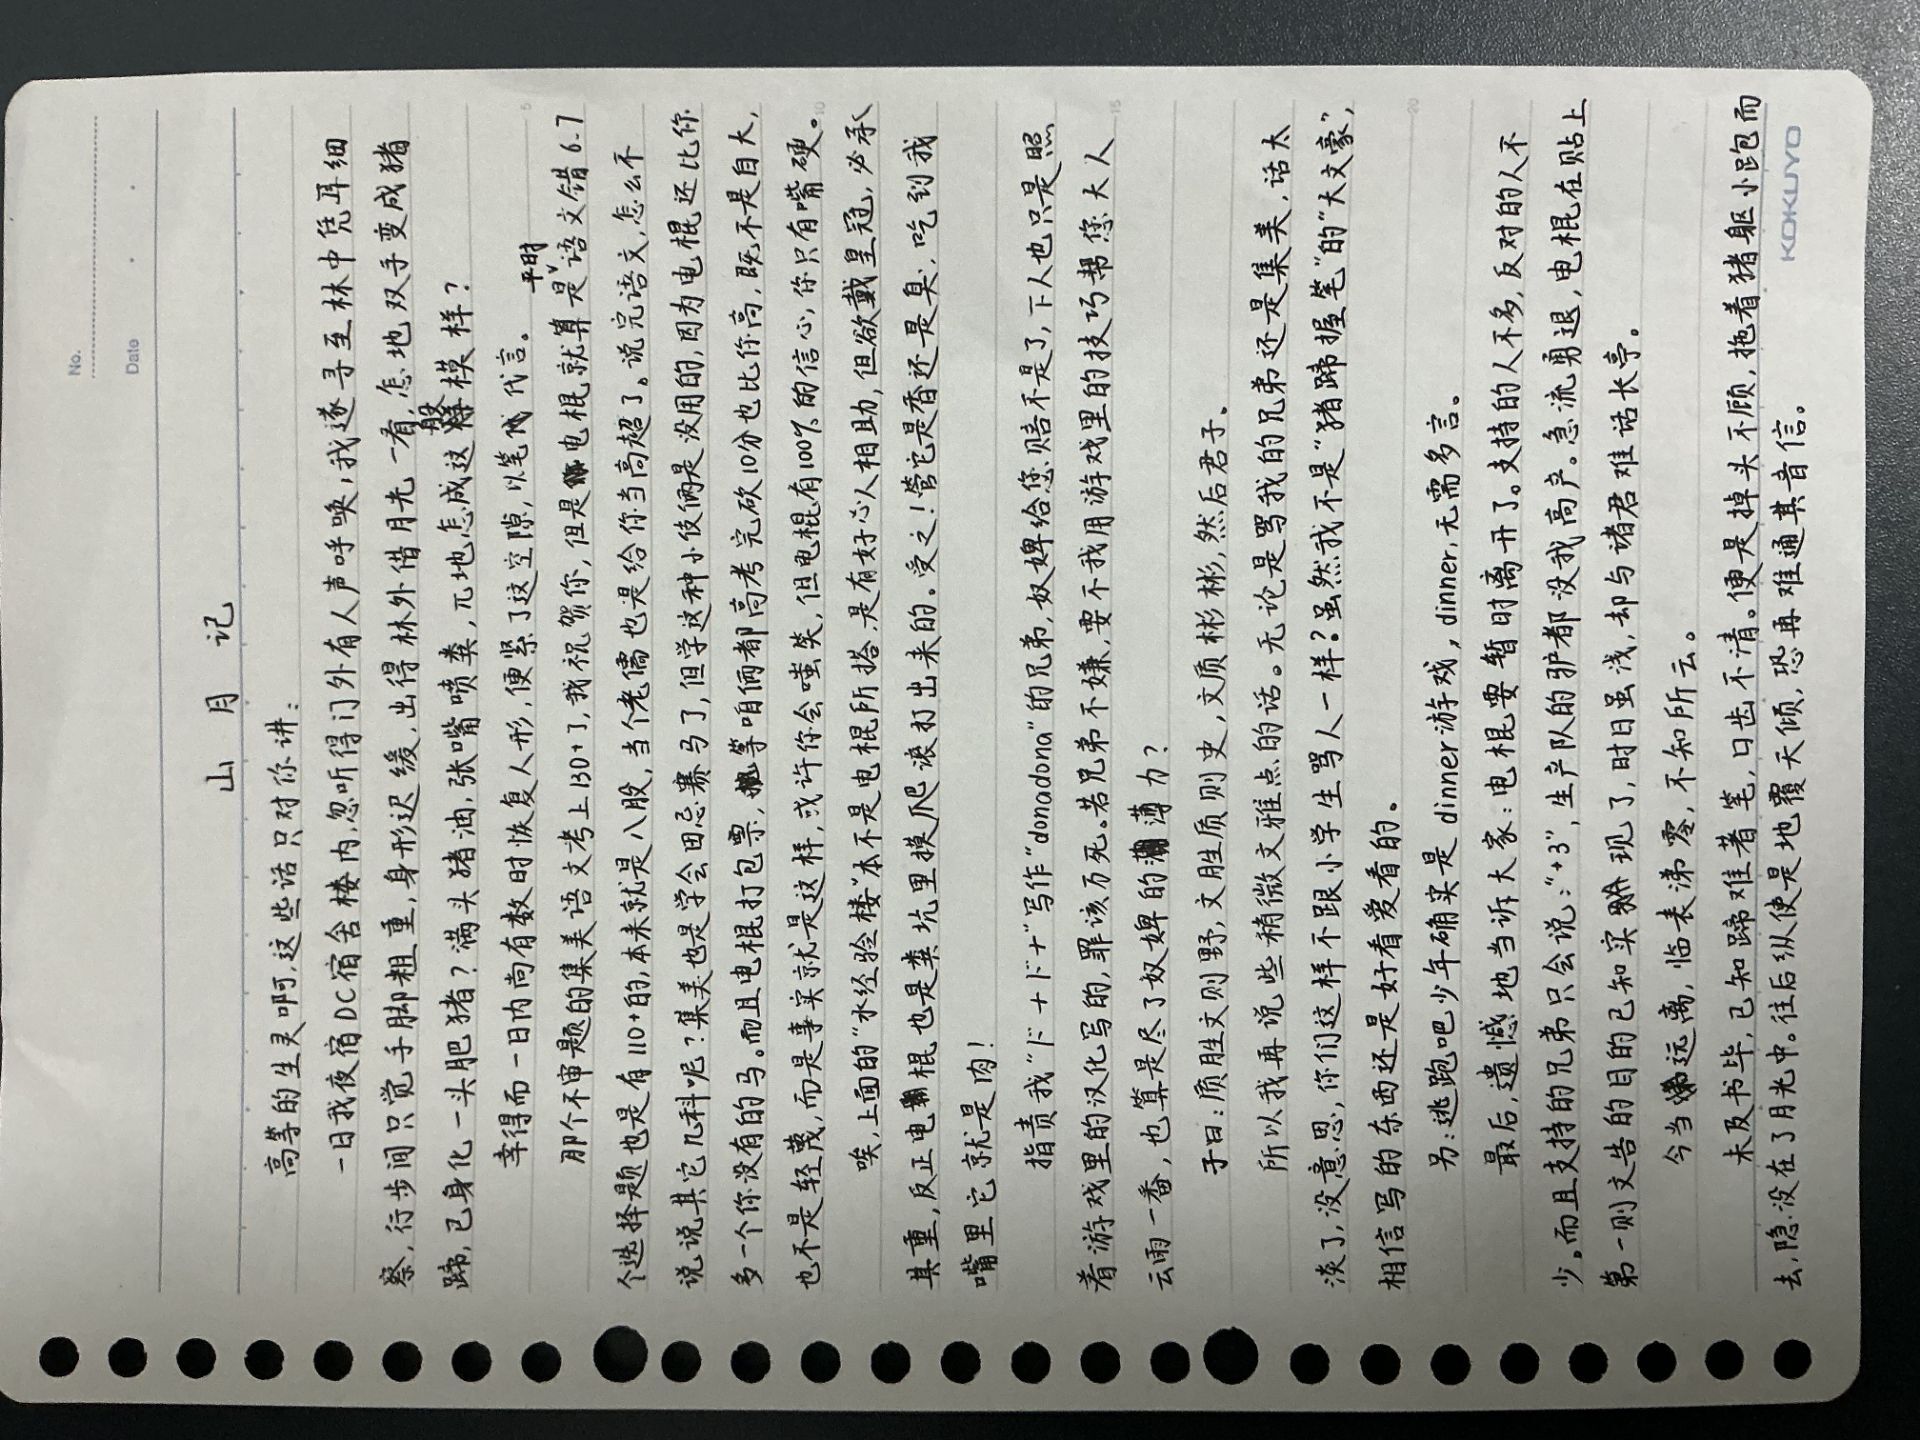 No.
Date
山月记
高等的生灵啊,这些话只对你讲:
一日我夜宿DC宿舍楼内,忽听得门外有人声呼唤,我遂寻至林中凭耳细
察,行步间只觉手脚粗重,身形迟缓,出得林外借月光一看,怎地双手变成猪
蹄,已身化一头肥猪?满头猪油,张嘴喷粪,兀地怎成这般模样?
幸得而一日内尚有数时恢复人形,便紧了这空隙,以笔代言。
那个不审题的集美语文考上130+了,我祝贺你,但是电棍就算是平时语文错6-7
个选择题也是有110+的,本来就是八股,当个老儒也是给你当高超了。说完语文,怎么不
说说其它几科呢?集美也是学会田忌赛马了,但学这种小伎俩是没用的,因为电棍还比你
多一个你没有的马。而且电棍打包票,等咱俩都高考完砍10分也比你高,既不是自大,
也不是轻蔑,而是事实就是这样,或许你会嗤笑,但电棍有100%的信心,你只有嘴硬。
唉,上面的“水经验楼”本不是电棍所搭,是有好心人相助,但欲戴皇冠,必承
其重,反正电棍也是粪坑里摸爬滚打出来的。受之!管它是香还是臭,吃到我
嘴里它就是肉!
指责我“ドナドナ”写作“donadona”的兄弟,奴婢给您赔不是了,下人也只是照
着游戏里的汉化写的,罪该万死。若兄弟不嫌,要不我用游戏里的技巧帮您大人
云雨一番,也算是尽了奴婢的薄力?
子曰:质胜文则野,文胜质则史,文质彬彬,然后君子。
所以我再说些稍微文雅点的话。无论是骂我的兄弟还是集美,话太
淡了,没意思,你们这样不跟小学生骂人一样?虽然我不是“猪蹄握笔”的“大文豪”,
相信写的东西还是好看爱看的。
另:逃跑吧少年确实是dinner游戏,dinner,无需多言。
最后,遗憾地当诉大家:电棍要暂时离开了。支持的人不多,反对的人不
少。而且支持的兄弟只会说:“+3”,生产队的驴都没我高产。急流勇退,电棍在贴上
第一则文告的目的已知实现了,时日虽浅,却与诸君难话长亭。
今当远离,临表涕零,不知所云。
未及书毕,已知蹄难着笔,口齿不清。便是掉头不顾,拖着猪躯小跑而
去,隐没在了月光中。往后纵使是地覆天倾,恐再难通其音信。
5
10
15
20
KOKUYO